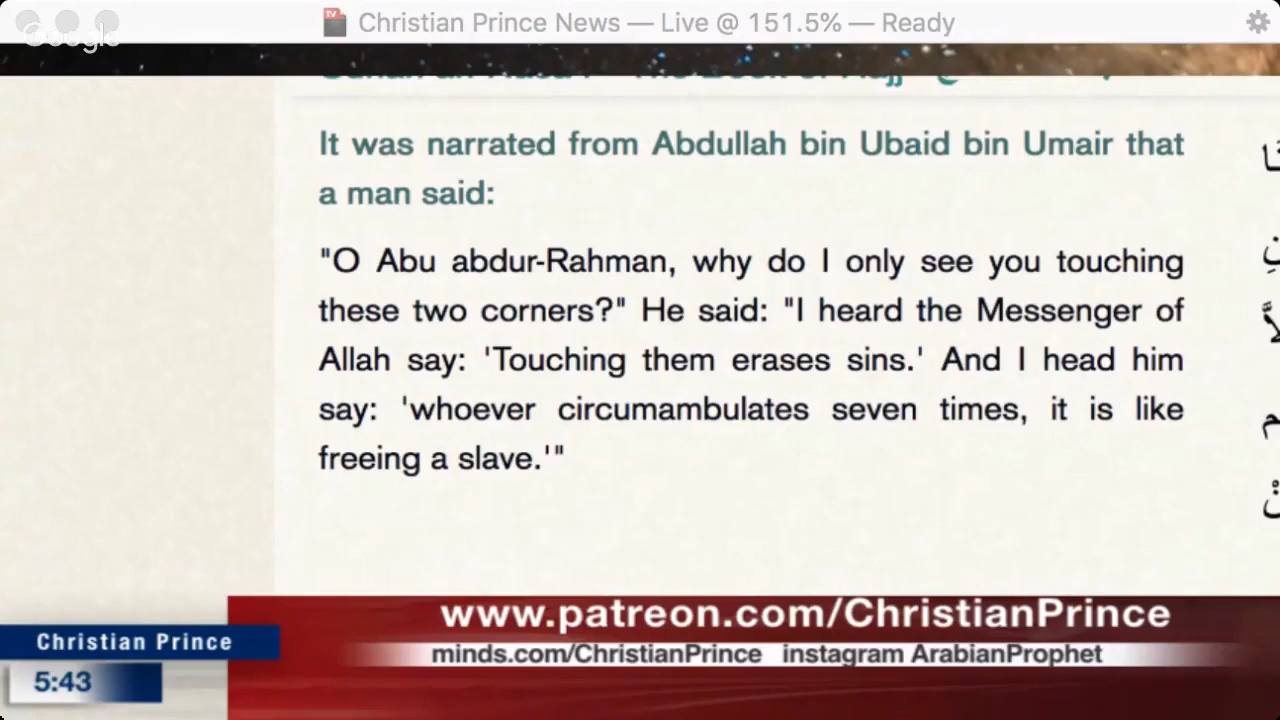 Christian Prince News — Live @ 151.5% — Ready
Google
It was narrated from Abdullah bin Ubaid bin Umair that
a man said:
"O Abu abdur-Rahman, why do I only see you touching
these two corners?" He said: "I heard the Messenger of
Allah say: 'Touching them erases sins.' And I head him
say: 'whoever circumambulates seven times, it is like
freeing a slave.'"
www.patreon.com/ChristianPrince
Christian Prince
minds.com/ChristianPrince instagram ArabianProphet
5:43